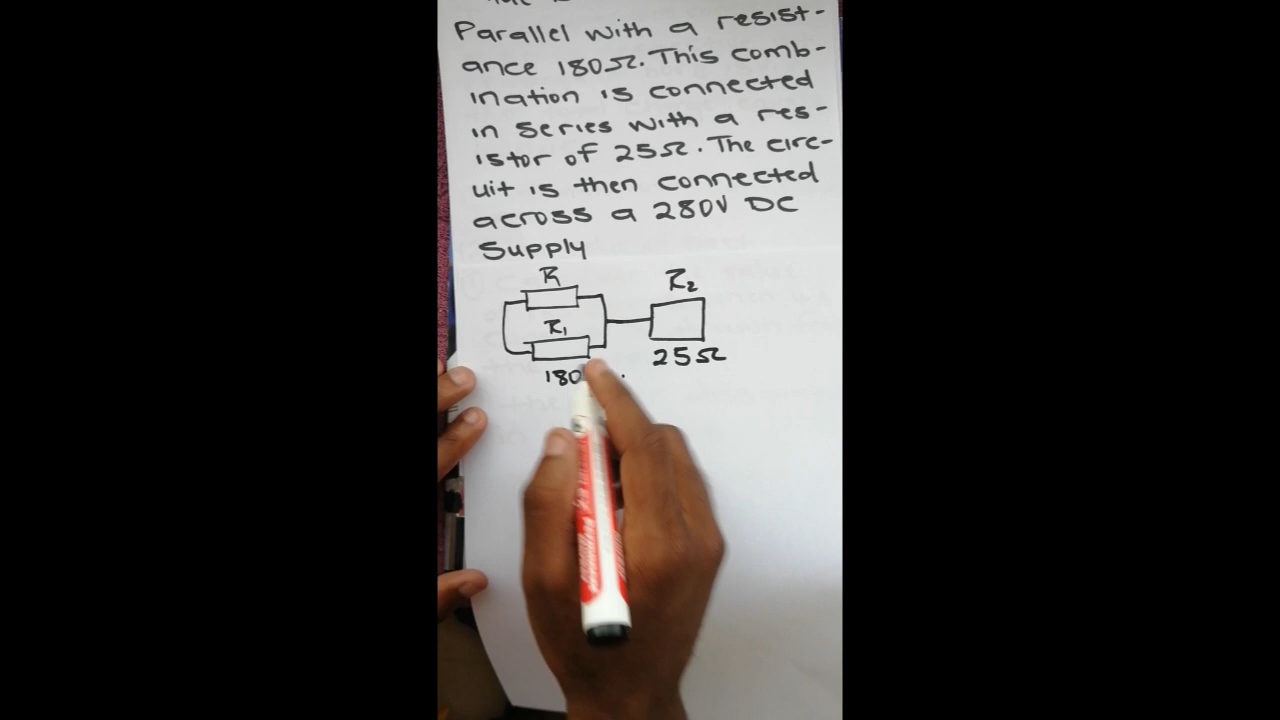 Parallel with a resist-
ance 180Ω. This comb-
ination is connected
in series with a res-
istor of 25Ω. The circ-
uit is then connected
across a 280V DC
Supply
R
R2
R1
25Ω
180